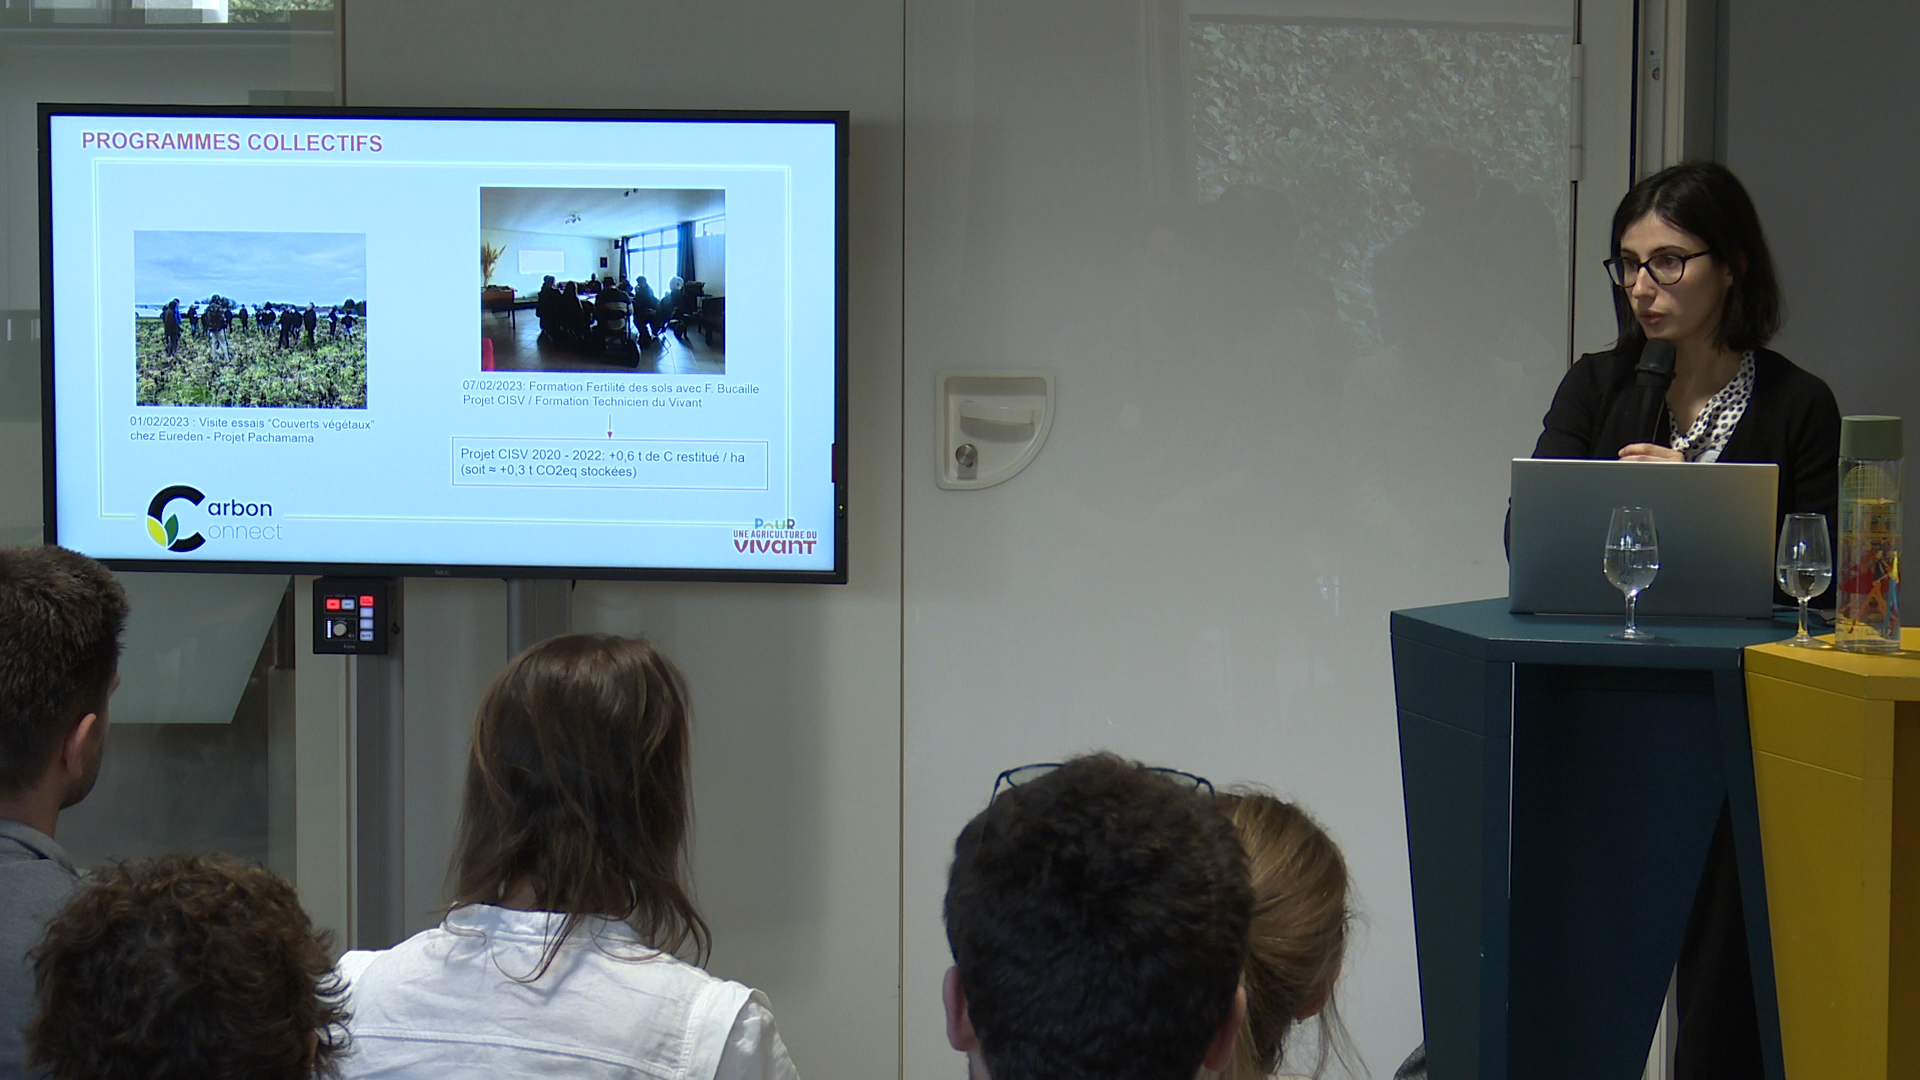 PROGRAMMES COLLECTIFS
01/02/2023 : Visite essais "Couverts végétaux"
chez Eureden - Projet Pachamama
07/02/2023: Formation Fertilité des sols avec F. Bucaille
Projet CISV / Formation Technicien du Vivant
Projet CISV 2020 - 2022: +0,6 t de C restitué / ha
(soit ≈ +0,3 t CO2eq stockées)
Carbon
Connect
POUR
UNE AGRICULTURE DU
VIVANT
NEC